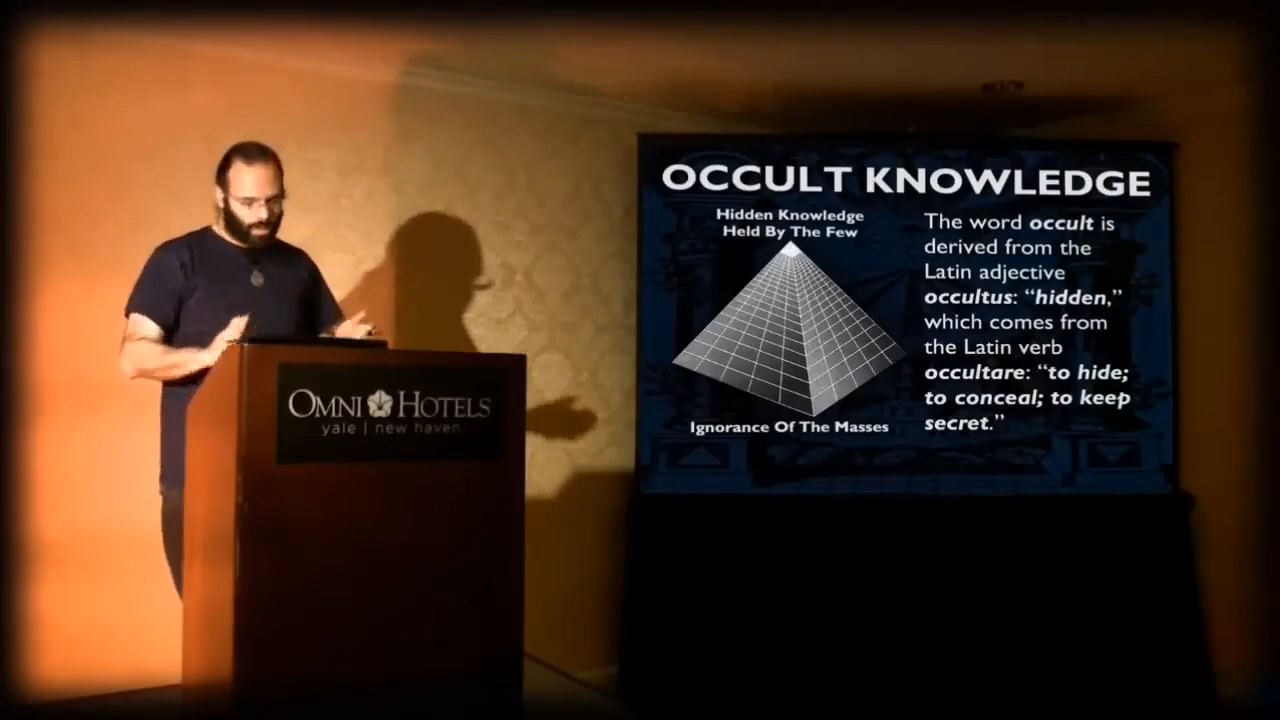 OMNI HOTELS
yale | new haven
OCCULT KNOWLEDGE
Hidden Knowledge
Held By The Few
Ignorance Of The Masses
The word occult is
derived from the
Latin adjective
occultus: “hidden,”
which comes from
the Latin verb
occultare: “to hide;
to conceal; to keep
secret.”